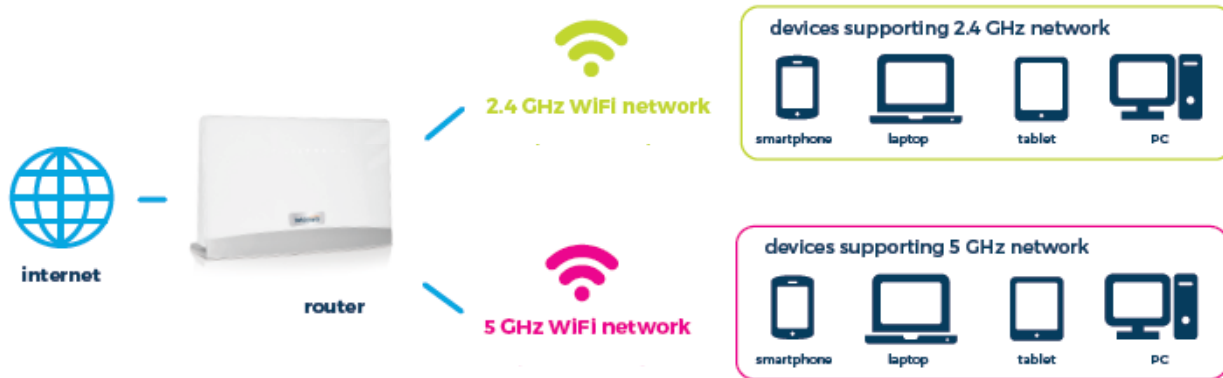 devices supporting 2.4 GHz network
2.4 GHz WiFi network
smartphone
laptop
tablet
PC
internet
router
devices supporting 5 GHz network
5 GHz WiFi network
smartphone
laptop
tablet
PC